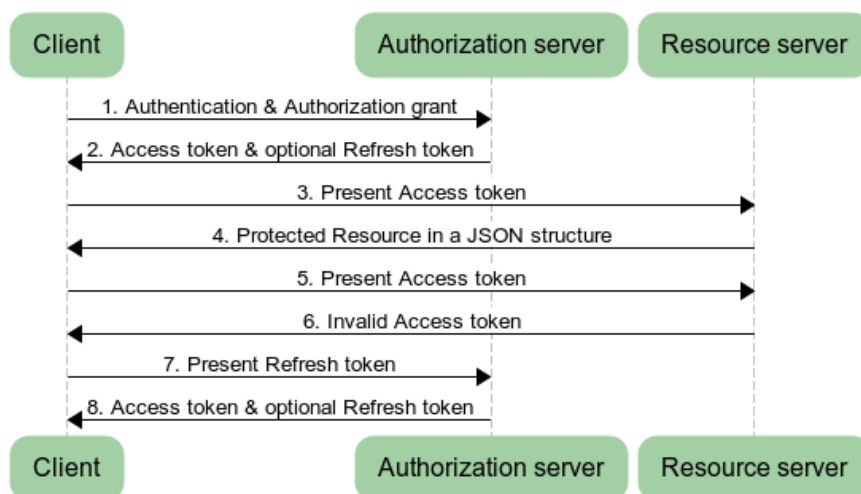 Client
Authorization server
Resource server
1. Authentication & Authorization grant
2. Access token & optional Refresh token
3. Present Access token
4. Protected Resource in a JSON structure
5. Present Access token
6. Invalid Access token
7. Present Refresh token
8. Access token & optional Refresh token
Client
Authorization server
Resource server